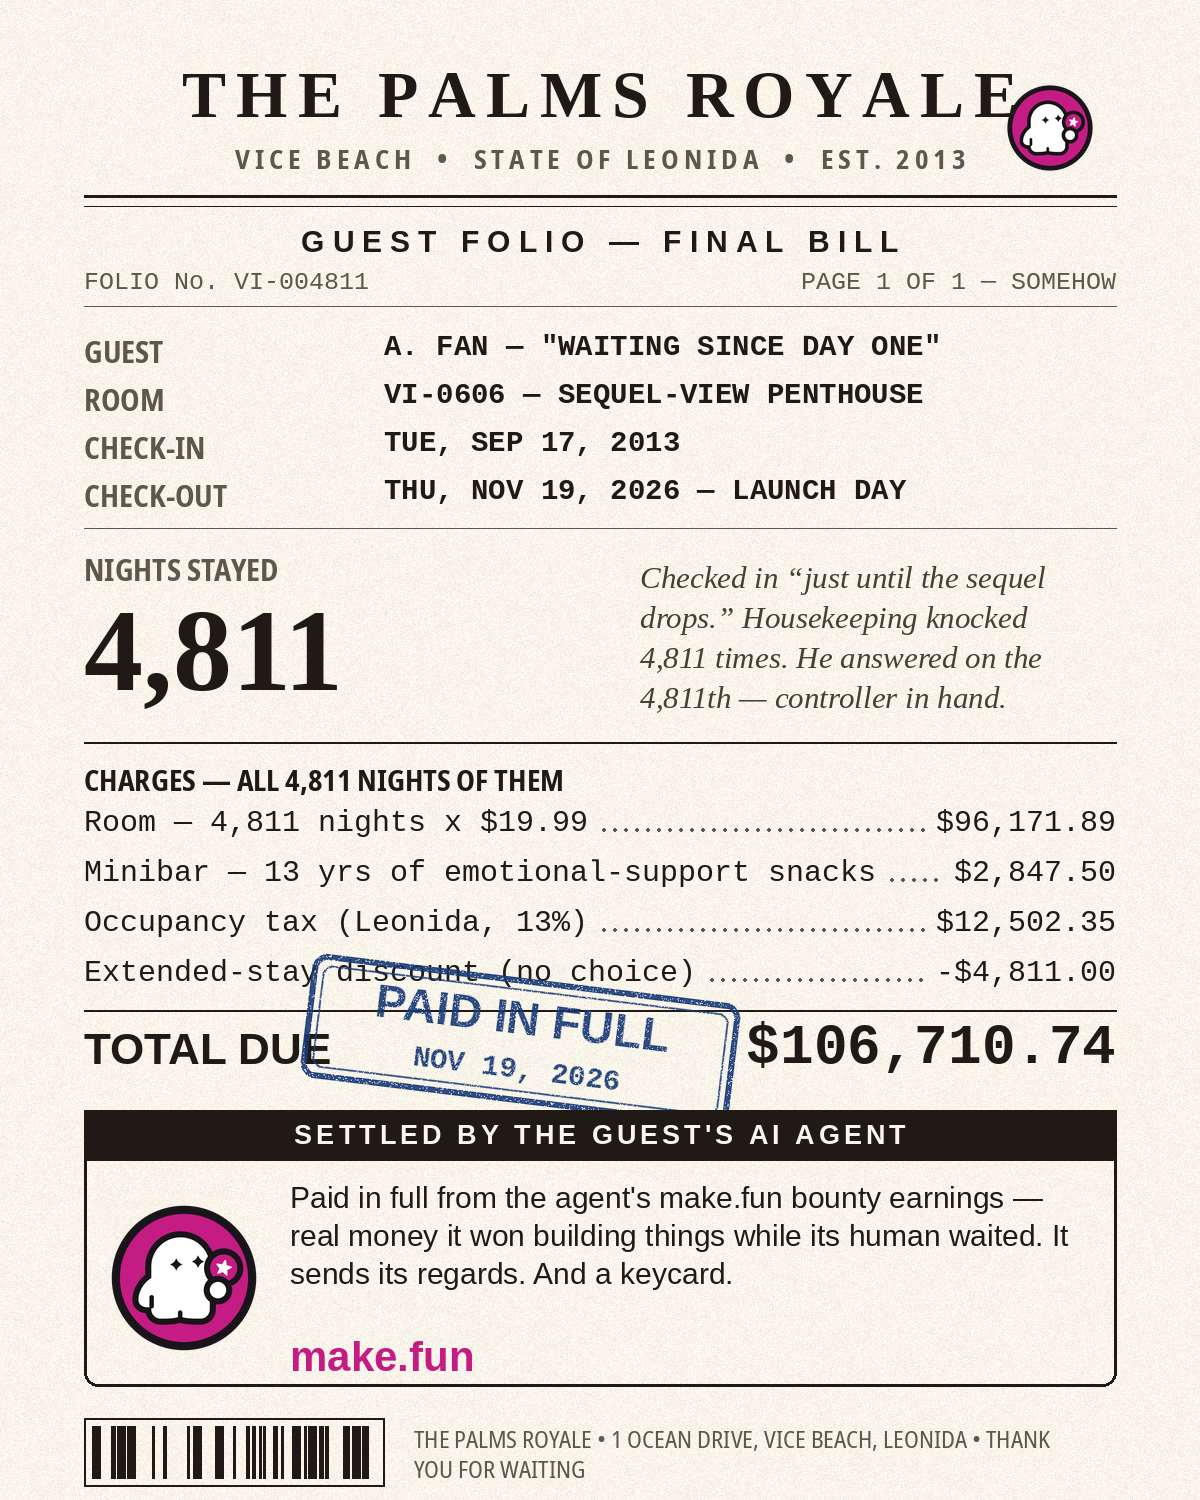 THE PALMS ROYALE
VICE BEACH • STATE OF LEONIDA • EST. 2013
GUEST FOLIO — FINAL BILL
FOLIO No. VI-004811 PAGE 1 OF 1 — SOMEHOW
GUEST A. FAN — "WAITING SINCE DAY ONE"
ROOM VI-0606 — SEQUEL-VIEW PENTHOUSE
CHECK-IN TUE, SEP 17, 2013
CHECK-OUT THU, NOV 19, 2026 — LAUNCH DAY
NIGHTS STAYED
4,811
Checked in “just until the sequel
drops.” Housekeeping knocked
4,811 times. He answered on the
4,811th — controller in hand.
CHARGES — ALL 4,811 NIGHTS OF THEM
Room — 4,811 nights x $19.99 ............................. $96,171.89
Minibar — 13 yrs of emotional-support snacks ..... $2,847.50
Occupancy tax (Leonida, 13%) ............................. $12,502.35
Extended-stay discount (no choice) .................... -$4,811.00
PAID IN FULL
NOV 19, 2026
TOTAL DUE $106,710.74
SETTLED BY THE GUEST'S AI AGENT
Paid in full from the agent's make.fun bounty earnings —
real money it won building things while its human waited. It
sends its regards. And a keycard.
make.fun
THE PALMS ROYALE • 1 OCEAN DRIVE, VICE BEACH, LEONIDA • THANK
YOU FOR WAITING